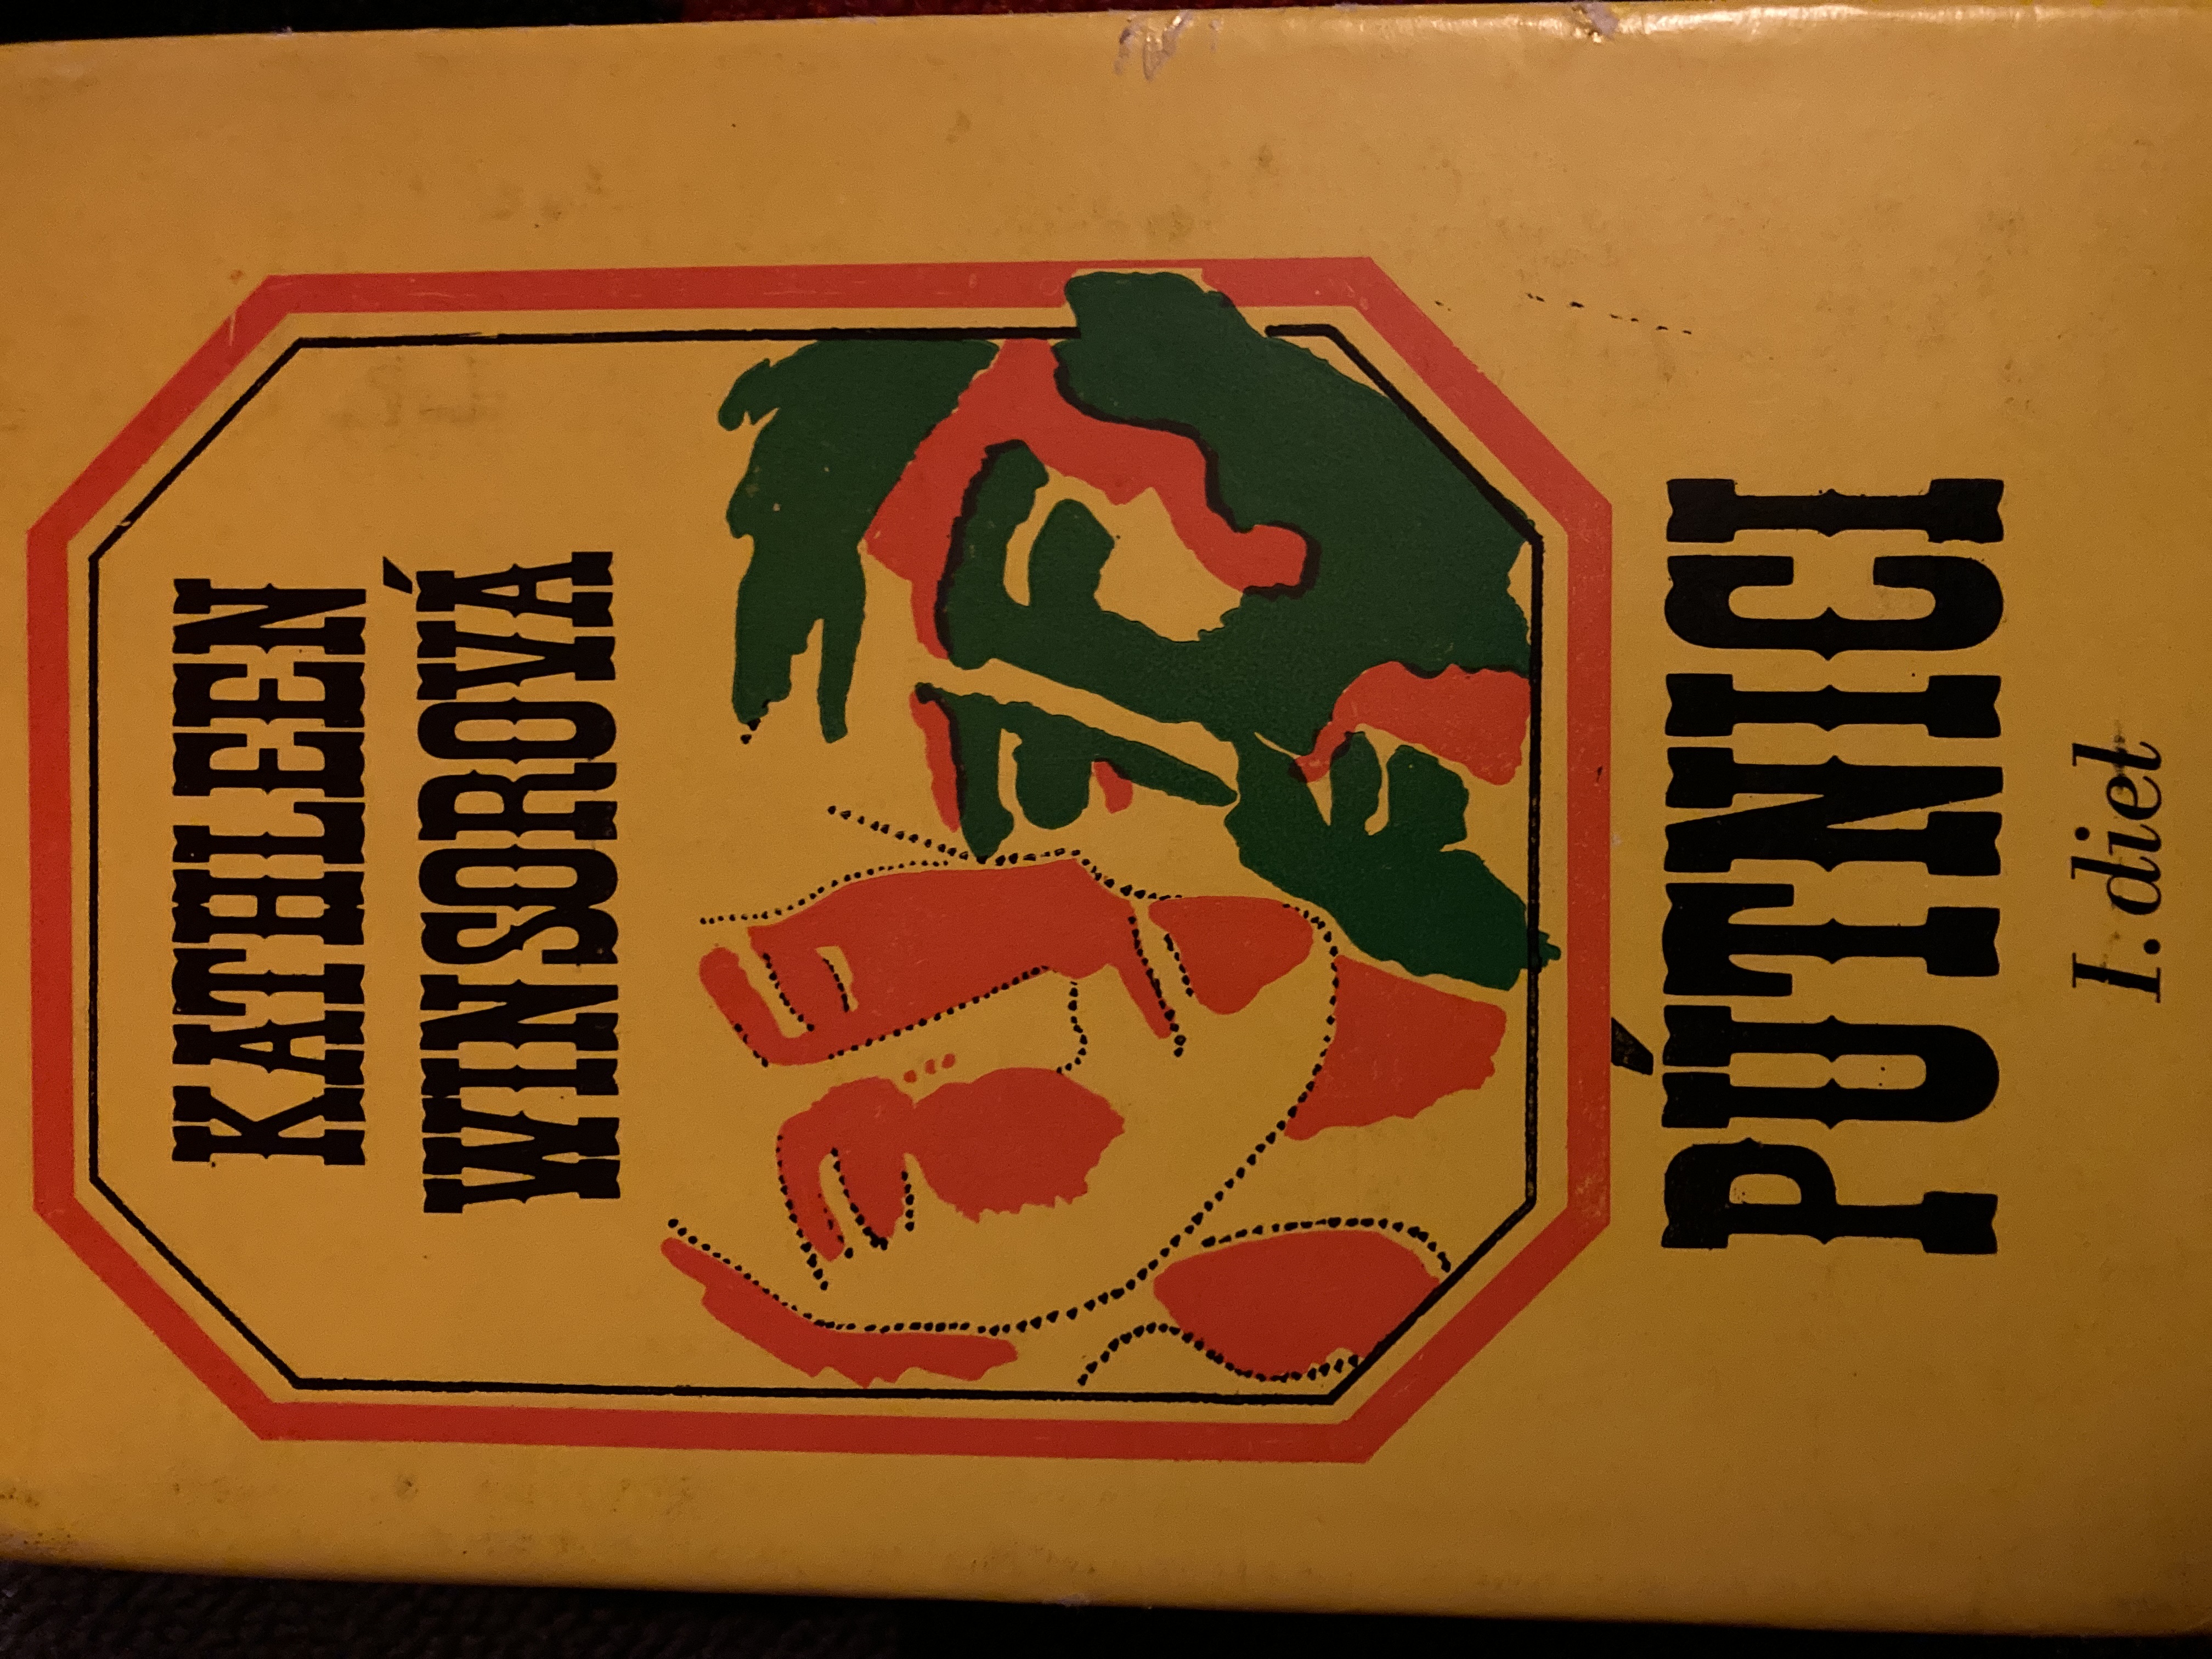 KATHLEEN
WINSOROVÁ
PÚTNICI
I. diel